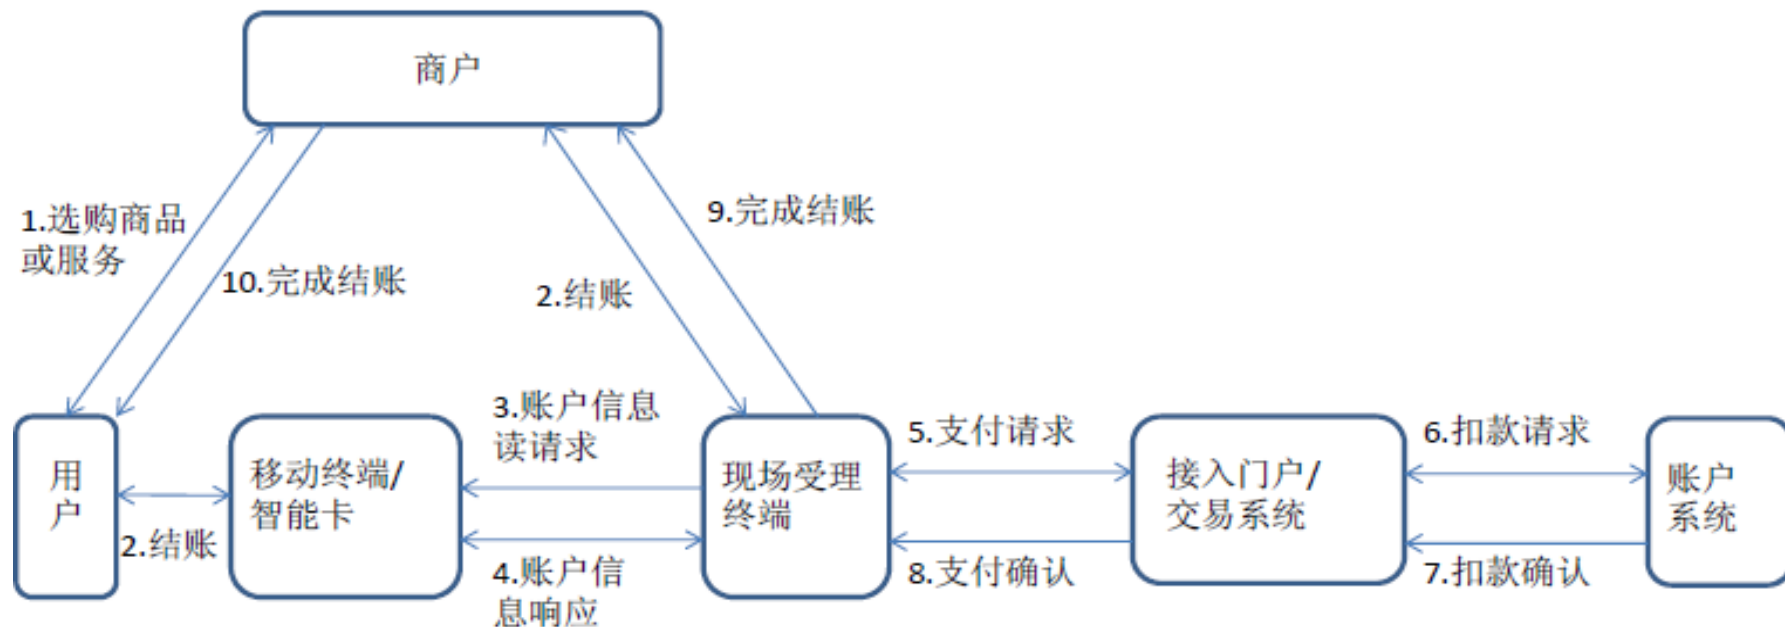 商户
1.选购商品
或服务
10.完成结账
2.结账
9.完成结账
用
户
2.结账
移动终端/
智能卡
3.账户信息
读请求
4.账户信
息响应
现场受理
终端
5.支付请求
8.支付确认
接入门户/
交易系统
6.扣款请求
7.扣款确认
账户
系统